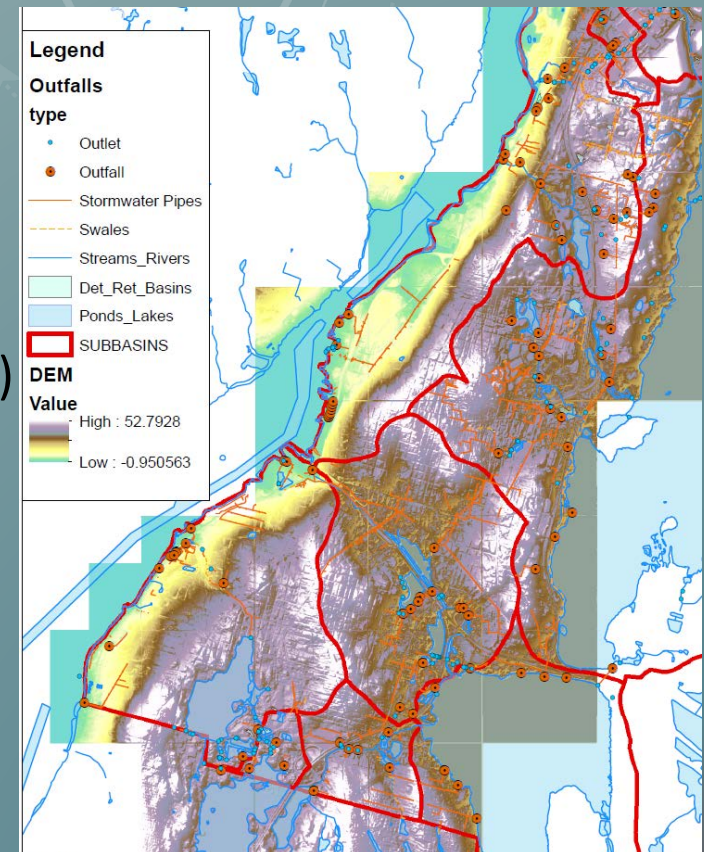 Legend
Outfalls
type
Outlet
Outfall
Stormwater Pipes
Swales
Streams_Rivers
Det_Ret_Basins
Ponds_Lakes
SUBBASINS
)
DEM
Value
High : 52.7928
Low : -0.950563